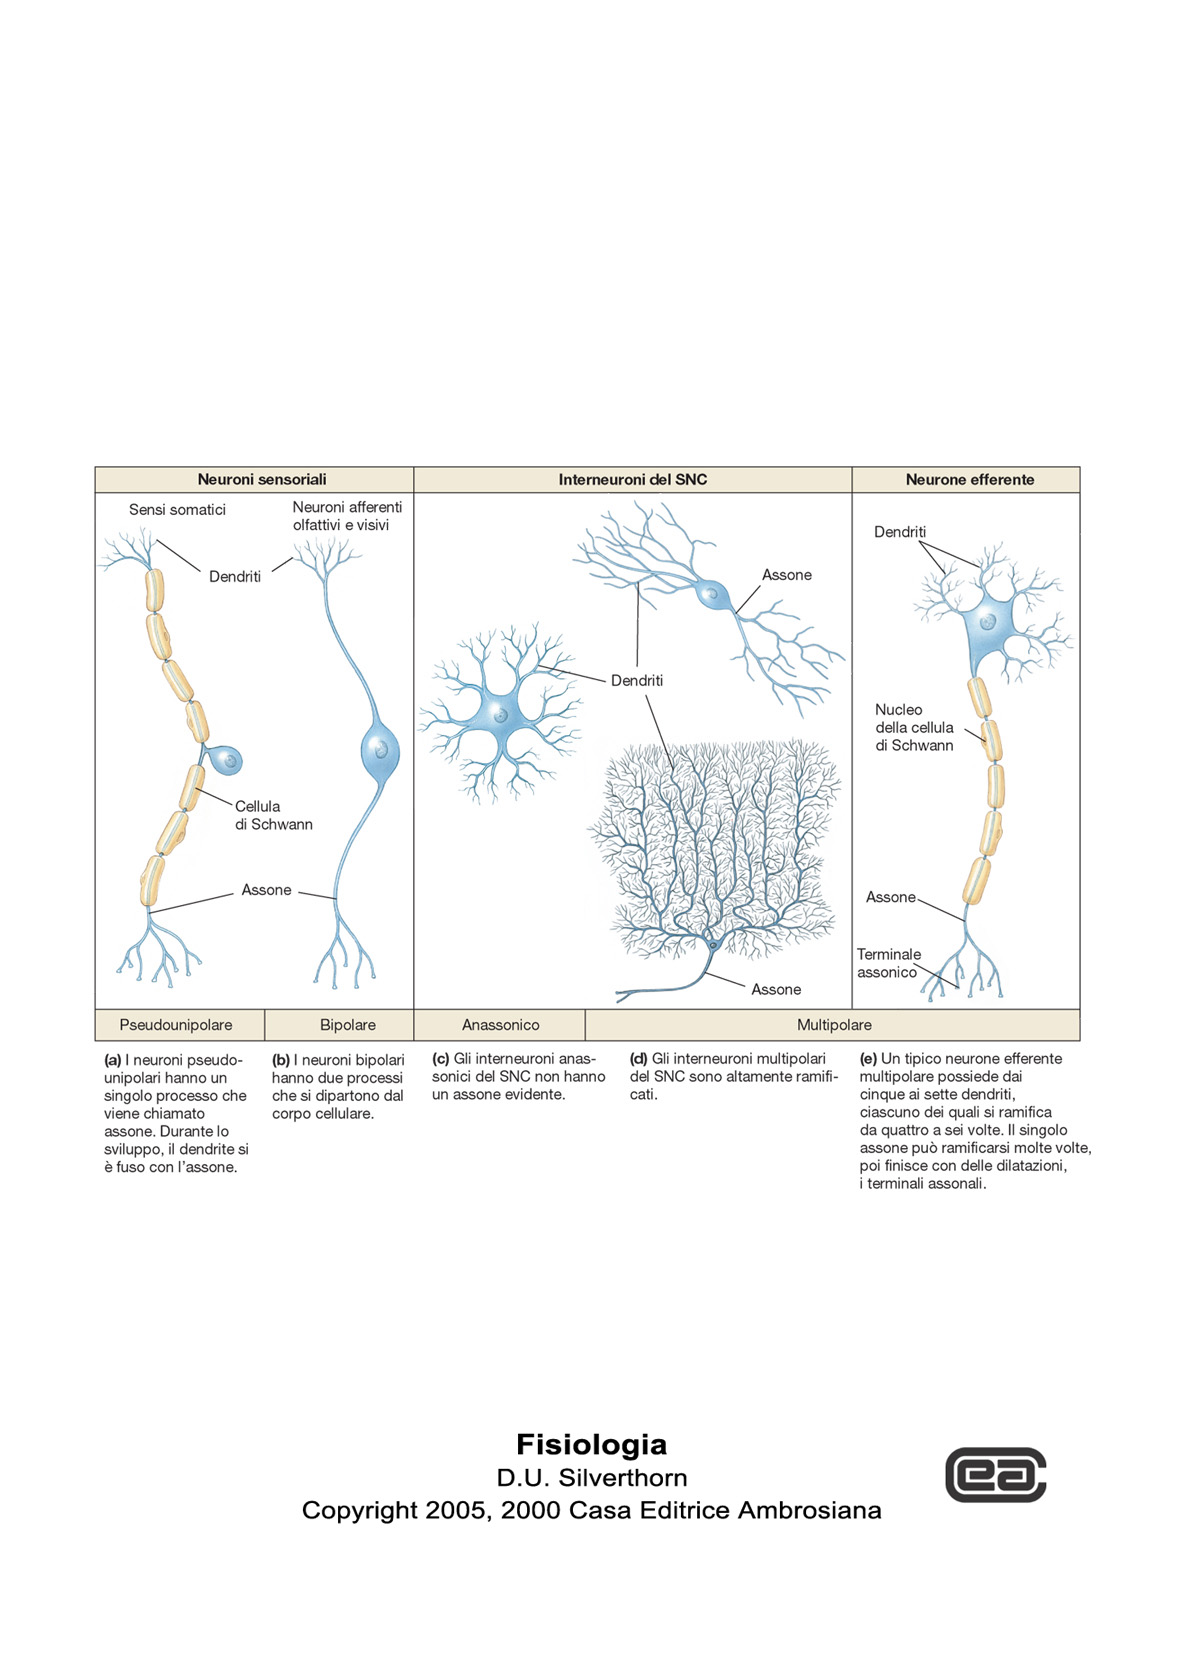 Neuroni sensoriali
Interneuroni del SNC
Neurone efferente
Sensi somatici
Neuroni afferenti
olfattivi e visivi
Dendriti
Cellula
di Schwann
Assone
Assone
Dendriti
Assone
Dendriti
Nucleo
della cellula
di Schwann
Assone
Terminale
assonico
Pseudounipolare
Bipolare
Anassonico
Multipolare
(a) I neuroni pseudo-
unipolari hanno un
singolo processo che
viene chiamato
assone. Durante lo
sviluppo, il dendrite si
è fuso con l'assone.
(b) I neuroni bipolari
hanno due processi
che si dipartono dal
corpo cellulare.
(c) Gli interneuroni anas-
sonici del SNC non hanno
un assone evidente.
(d) Gli interneuroni multipolari
del SNC sono altamente ramifi-
cati.
(e) Un tipico neurone efferente
multipolare possiede dai
cinque ai sette dendriti,
ciascuno dei quali si ramifica
da quattro a sei volte. Il singolo
assone può ramificarsi molte volte,
poi finisce con delle dilatazioni,
i terminali assonali.
Fisiologia
D.U. Silverthorn
Copyright 2005, 2000 Casa Editrice Ambrosiana
cea